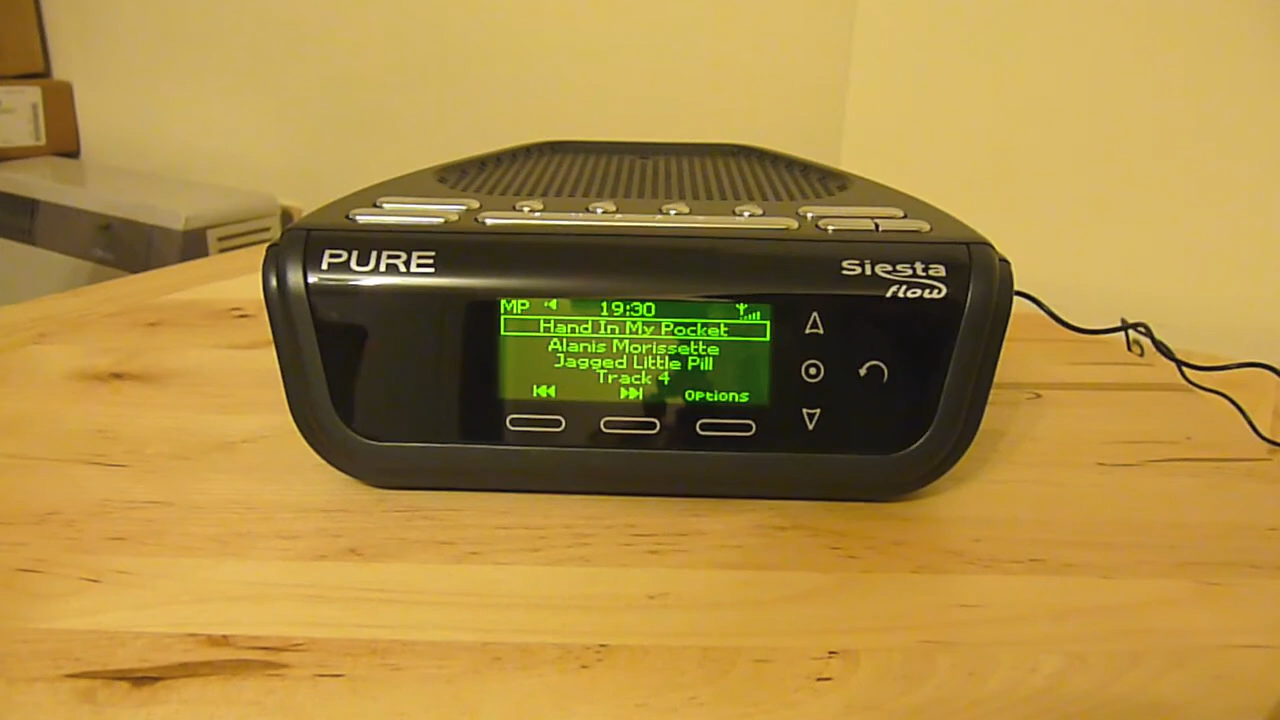 PURE
Siesta
flow
MP 19:30
Hand In My Pocket
Alanis Morissette
Jagged Little Pill
Track 4
Options